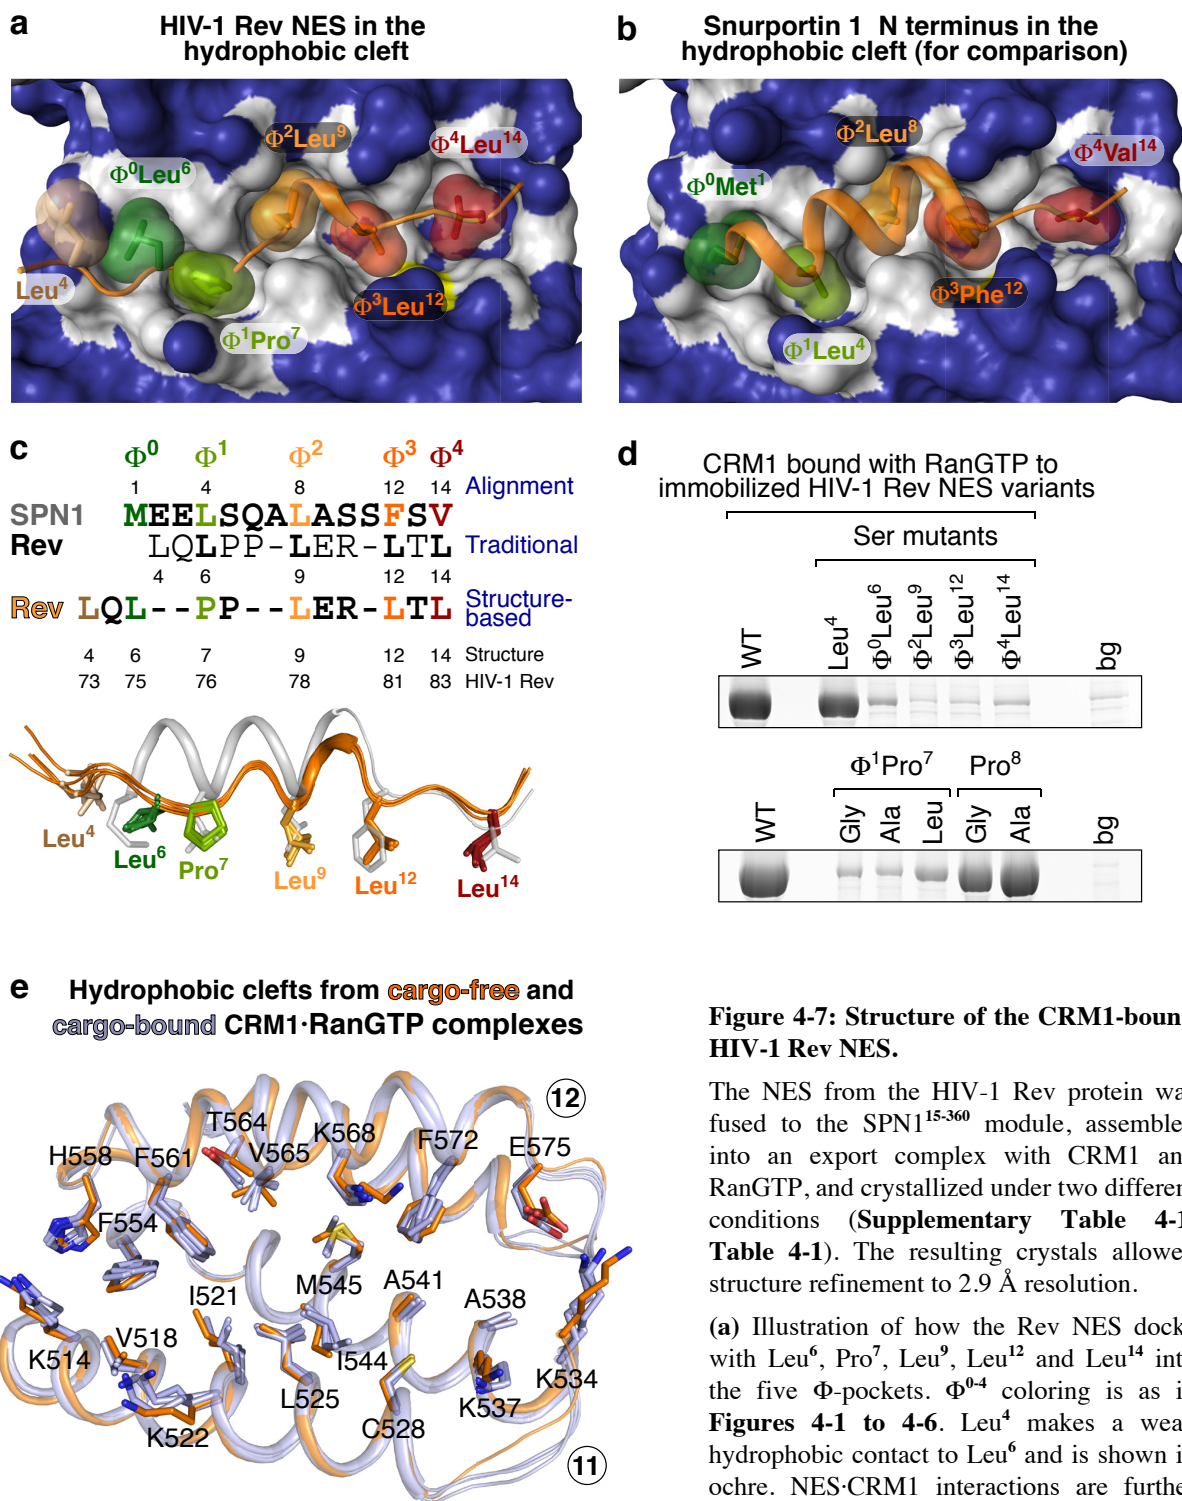 a
HIV-1 Rev NES in the
hydrophobic cleft
Φ2Leu9
Φ4Leu14
Φ0Leu6
Leu4
Φ3Leu12
Φ1Pro7
b
Snurportin 1 N terminus in the
hydrophobic cleft (for comparison)
Φ2Leu8
Φ4Val14
Φ0Met1
Φ3Phe12
Φ1Leu4
c
Φ0 Φ1 Φ2 Φ3 Φ4
1 4 8 12 14 Alignment
SPN1 MEELSQALASSFSV
Rev LQLPP-LER-LTL Traditional
4 6 9 12 14
Rev LQL--PP--LER-LTL Structure-
based
4 6 7 9 12 14 Structure
73 75 76 78 81 83 HIV-1 Rev
Leu4
Leu6
Pro7
Leu9
Leu12
Leu14
d
CRM1 bound with RanGTP to
immobilized HIV-1 Rev NES variants
Ser mutants
WT Leu4 Φ0Leu6 Φ2Leu9 Φ3Leu12 Φ4Leu14 bg
Φ1Pro7 Pro8
WT Gly Ala Leu Gly Ala bg
e
Hydrophobic clefts from cargo-free and
cargo-bound CRM1·RanGTP complexes
12
T564
K568
F572
E575
H558
F561
V565
F554
M545
A541
I521
A538
V518
K514
I544
K534
L525
K537
C528
K522
11
Figure 4-7: Structure of the CRM1-boun
HIV-1 Rev NES.
The NES from the HIV-1 Rev protein wa
fused to the SPN115-360 module, assemble
into an export complex with CRM1 an
RanGTP, and crystallized under two differen
conditions (Supplementary Table 4-1
Table 4-1). The resulting crystals allowe
structure refinement to 2.9 Å resolution.
(a) Illustration of how the Rev NES dock
with Leu6, Pro7, Leu9, Leu12 and Leu14 int
the five Φ-pockets. Φ0-4 coloring is as i
Figures 4-1 to 4-6. Leu4 makes a wea
hydrophobic contact to Leu6 and is shown i
ochre. NES·CRM1 interactions are furthe